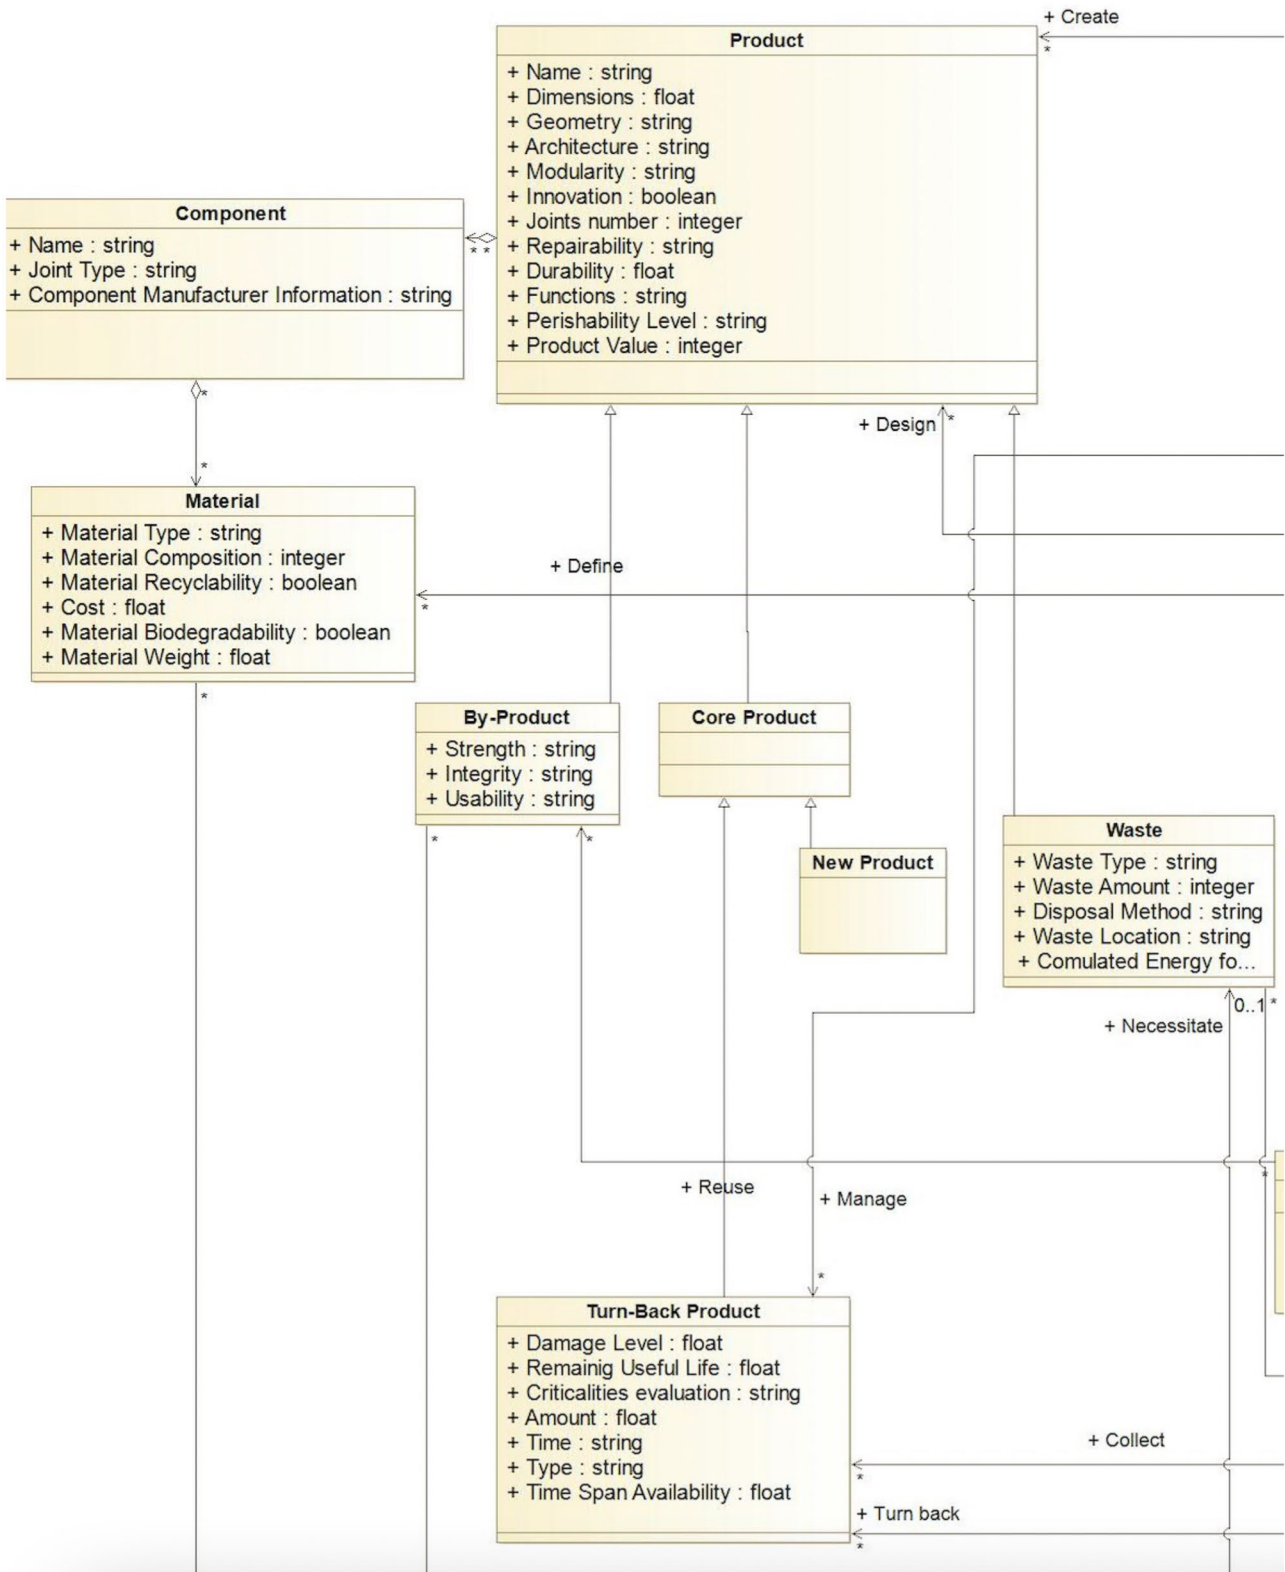 + Create
*
Product
+ Name : string
+ Dimensions : float
+ Geometry : string
+ Architecture : string
+ Modularity : string
+ Innovation : boolean
+ Joints number : integer
+ Repairability : string
+ Durability : float
+ Functions : string
+ Perishability Level : string
+ Product Value : integer
Component
+ Name : string
+ Joint Type : string
+ Component Manufacturer Information : string
* *
*
+ Design
*
*
Material
+ Material Type : string
+ Material Composition : integer
+ Material Recyclability : boolean
+ Cost : float
+ Material Biodegradability : boolean
+ Material Weight : float
*
+ Define
*
By-Product
+ Strength : string
+ Integrity : string
+ Usability : string
*
*
Core Product
New Product
Waste
+ Waste Type : string
+ Waste Amount : integer
+ Disposal Method : string
+ Waste Location : string
+ Comulated Energy fo...
0..1 *
+ Necessitate
*
+ Reuse
+ Manage
*
Turn-Back Product
+ Damage Level : float
+ Remainig Useful Life : float
+ Criticalities evaluation : string
+ Amount : float
+ Time : string
+ Type : string
+ Time Span Availability : float
+ Collect
*
+ Turn back
*